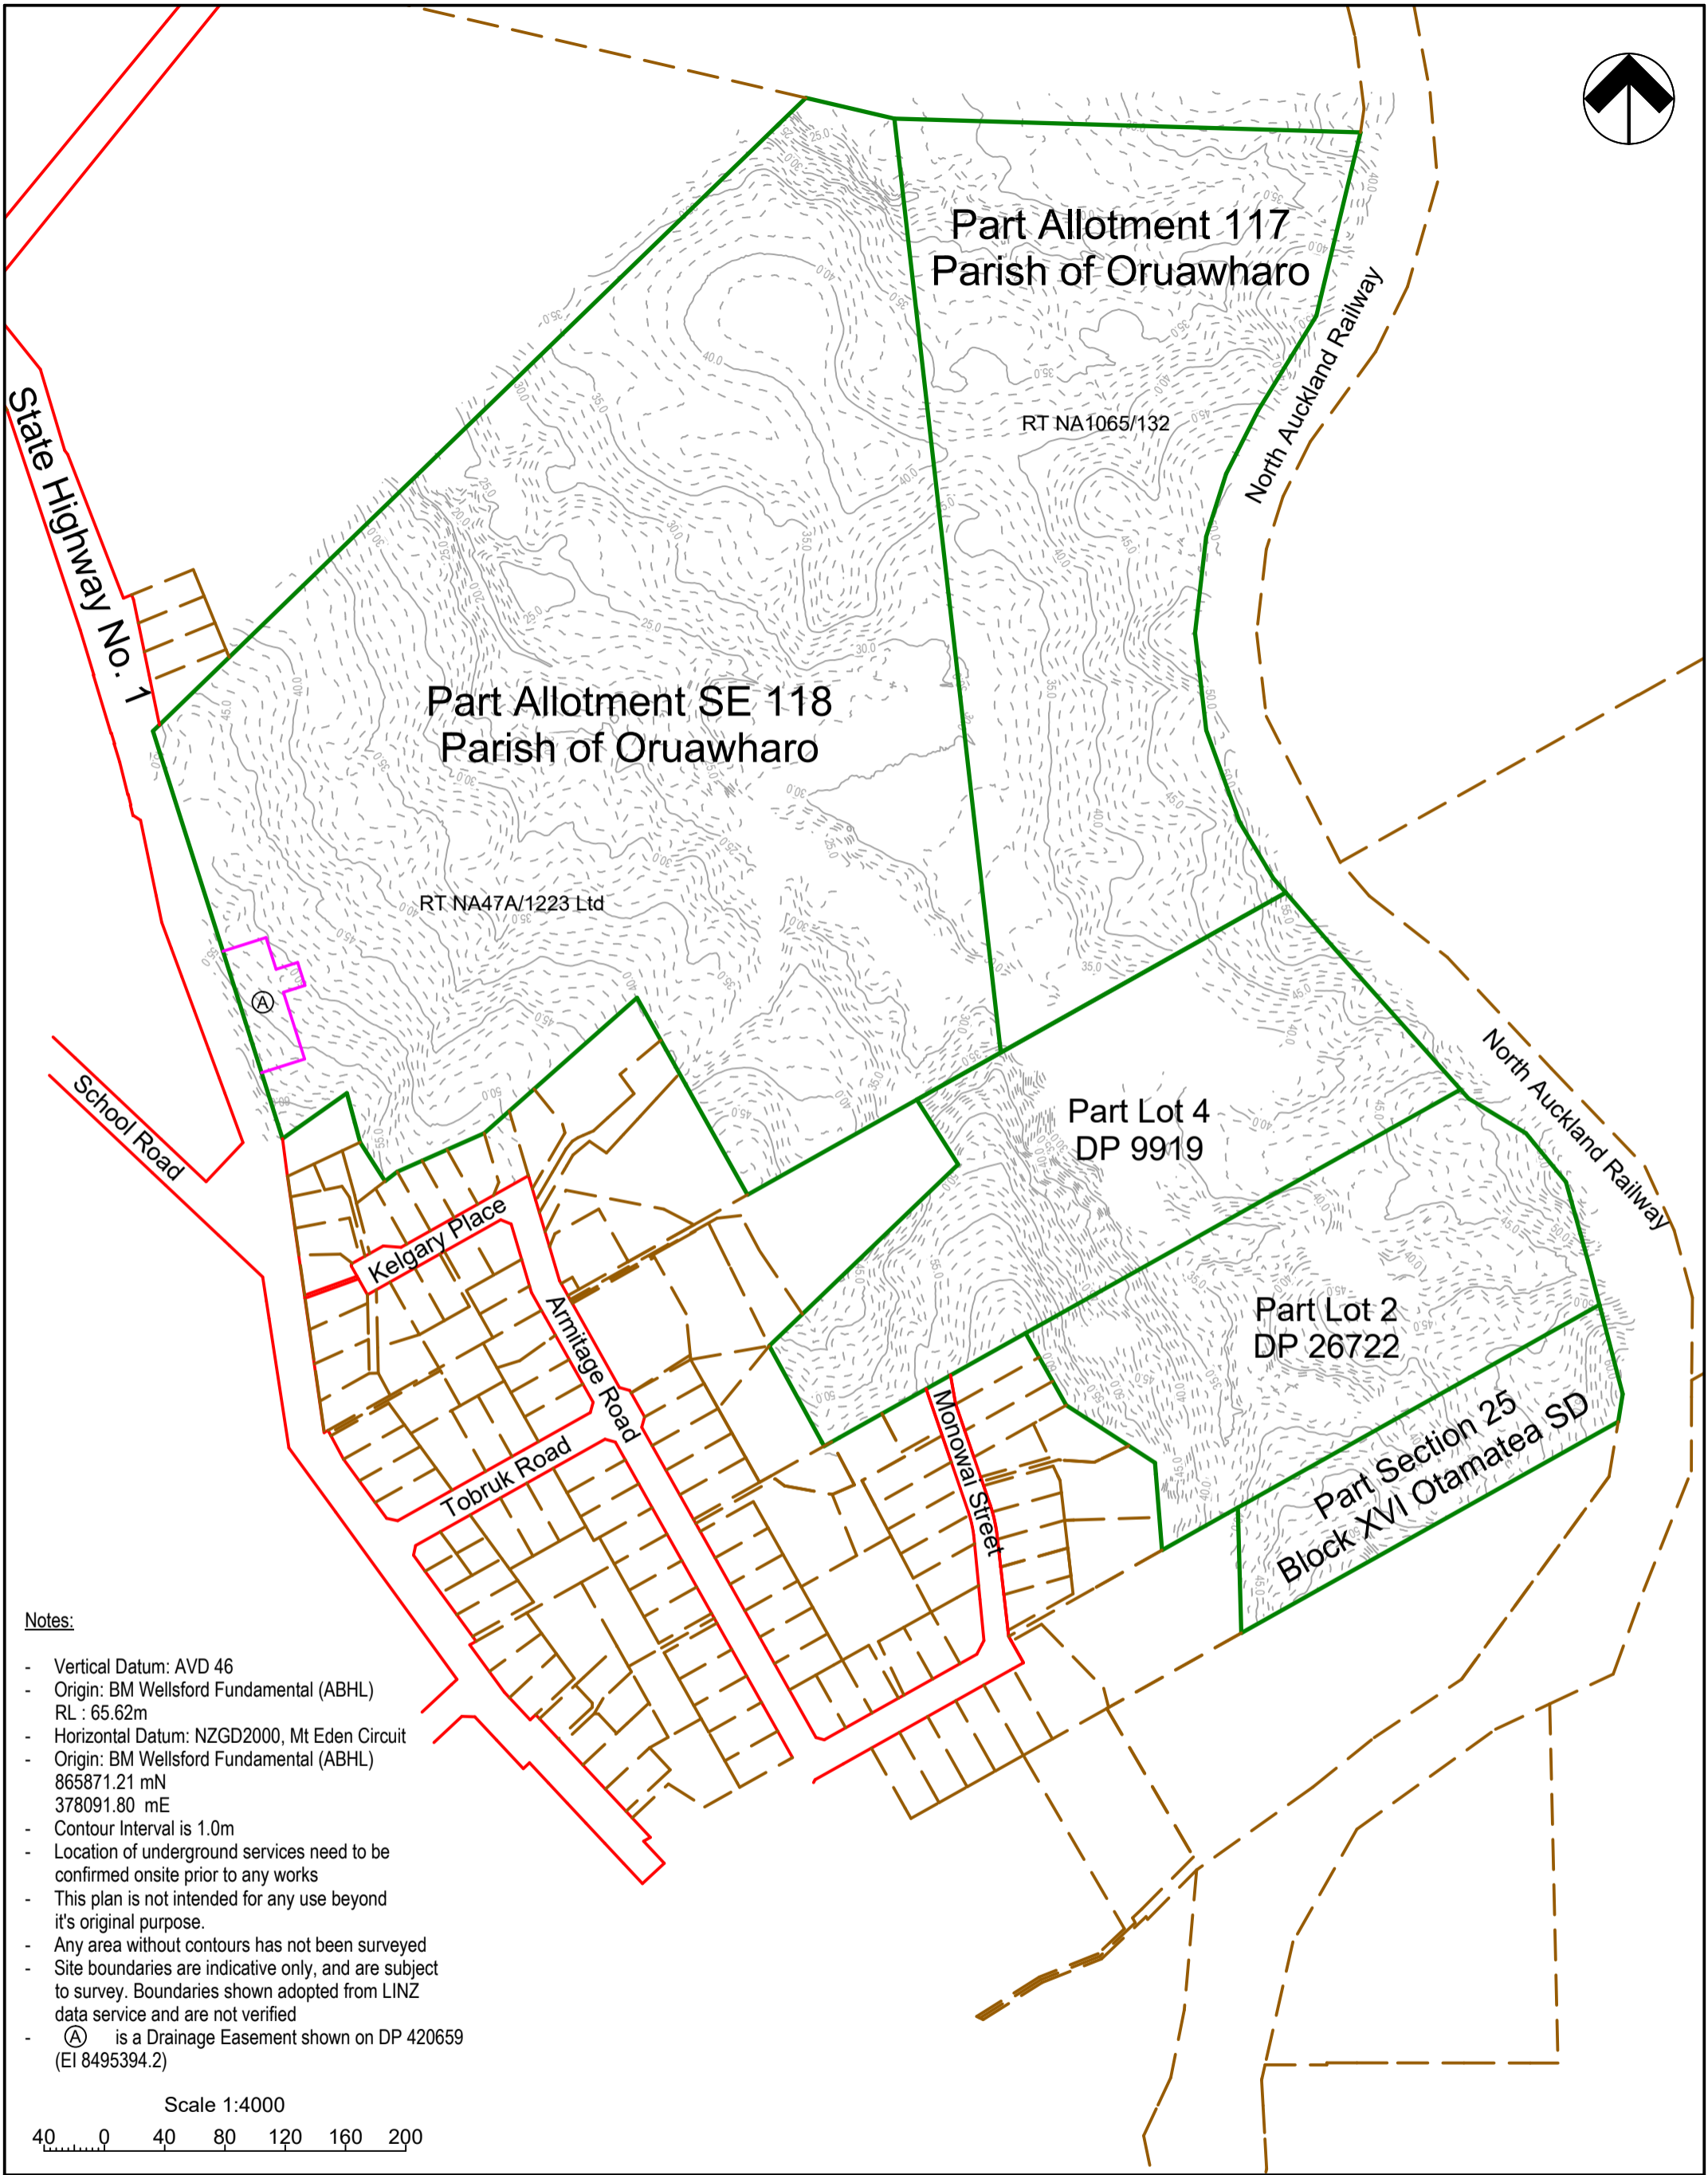 Part Allotment 117
Parish of Oruawharo
RT NA1065/132
North Auckland Railway
State Highway No. 1
Part Allotment SE 118
Parish of Oruawharo
RT NA47A/1223 Ltd
A
School Road
Part Lot 4
DP 9919
North Auckland Railway
Kelgary Place
Armitage Road
Part Lot 2
DP 26722
Tobruk Road
Monowai Street
Part Section 25
Block XVI Otamatea SD
Notes:
- Vertical Datum: AVD 46
- Origin: BM Wellsford Fundamental (ABHL)
RL : 65.62m
- Horizontal Datum: NZGD2000, Mt Eden Circuit
- Origin: BM Wellsford Fundamental (ABHL)
865871.21 mN
378091.80 mE
- Contour Interval is 1.0m
- Location of underground services need to be
confirmed onsite prior to any works
- This plan is not intended for any use beyond
it's original purpose.
- Any area without contours has not been surveyed
- Site boundaries are indicative only, and are subject
to survey. Boundaries shown adopted from LINZ
data service and are not verified
- A is a Drainage Easement shown on DP 420659
(EI 8495394.2)
Scale 1:4000
40 0 40 80 120 160 200